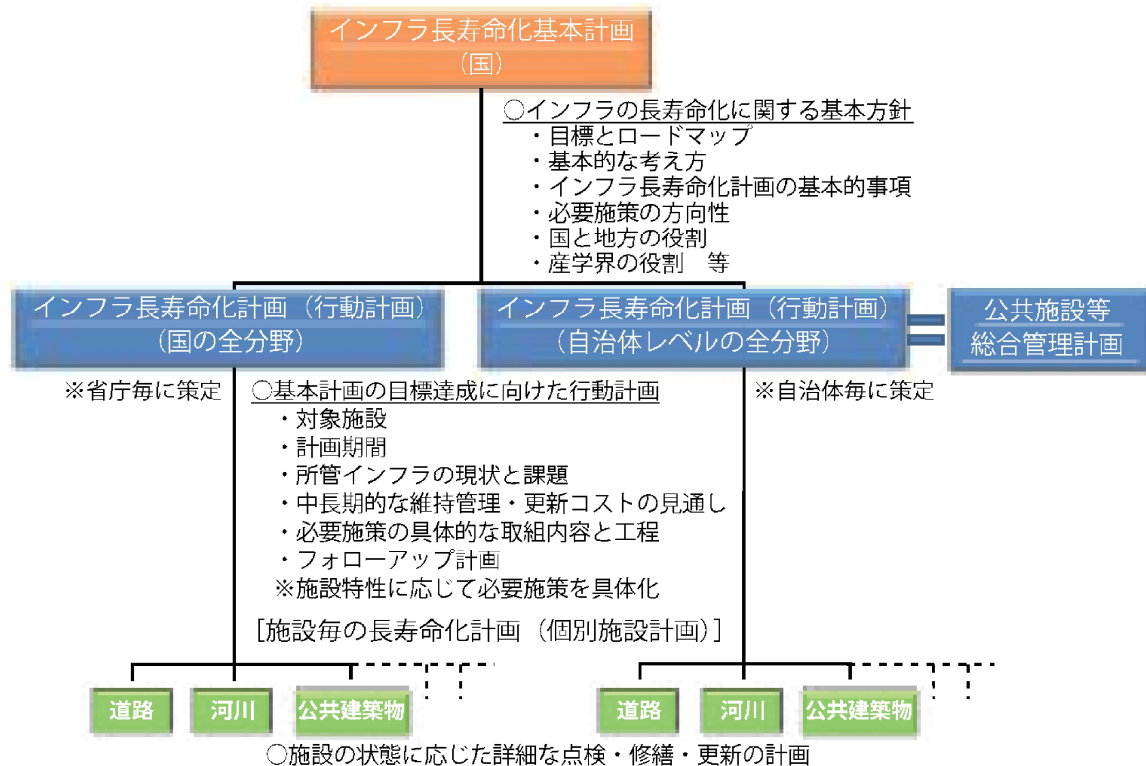 インフラ長寿命化基本計画
(国)
○インフラの長寿命化に関する基本方針
・目標とロードマップ
・基本的な考え方
・インフラ長寿命化計画の基本的事項
・必要施策の方向性
・国と地方の役割
・産学界の役割　等
インフラ長寿命化計画（行動計画）
(国の全分野)
インフラ長寿命化計画（行動計画）
(自治体レベルの全分野)
公共施設等
総合管理計画
※省庁毎に策定
○基本計画の目標達成に向けた行動計画
・対象施設
・計画期間
・所管インフラの現状と課題
・中長期的な維持管理・更新コストの見通し
・必要施策の具体的な取組内容と工程
・フォローアップ計画
※施設特性に応じて必要施策を具体化
※自治体毎に策定
［施設毎の長寿命化計画（個別施設計画）］
道路
河川
公共建築物
道路
河川
公共建築物
○施設の状態に応じた詳細な点検・修繕・更新の計画